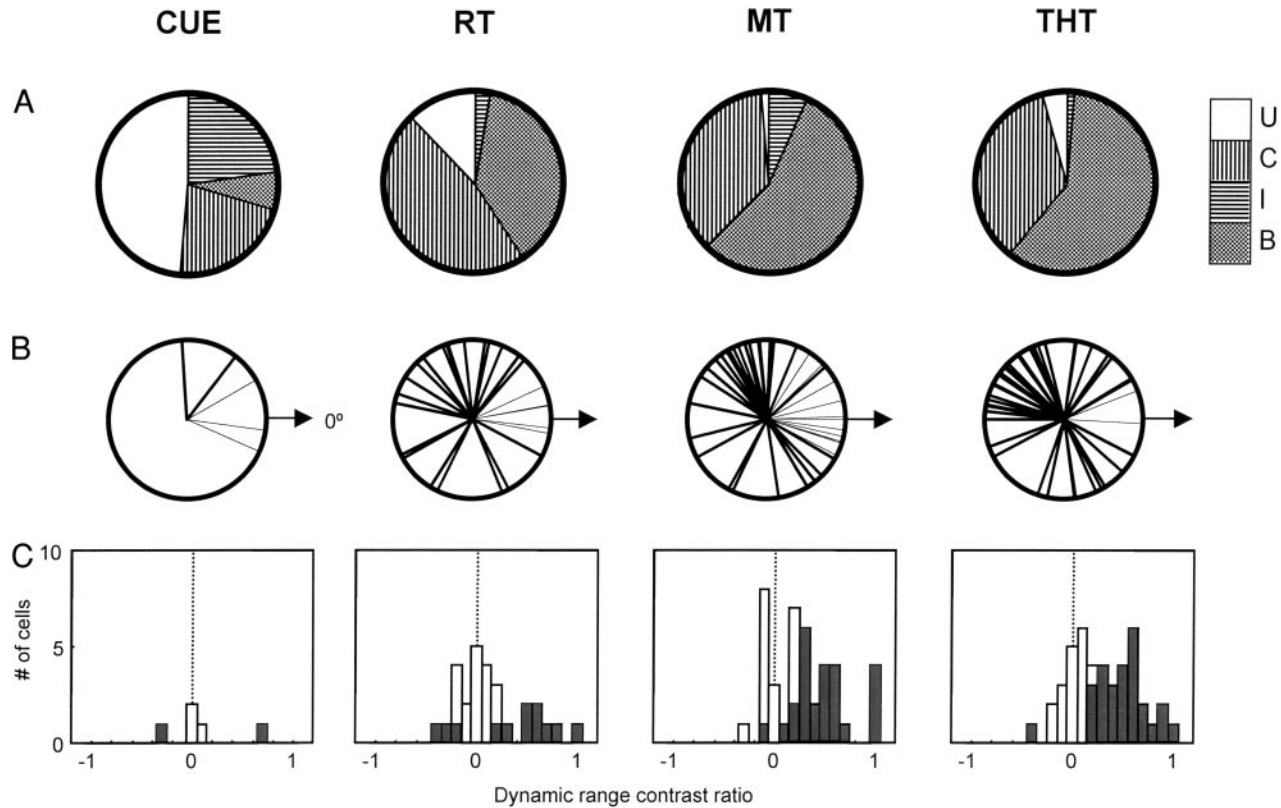 CUE RT MT THT
A
U
C
I
B
B
0º
C
10
5
0
# of cells
-1 0 1 -1 0 1 -1 0 1 -1 0 1
Dynamic range contrast ratio